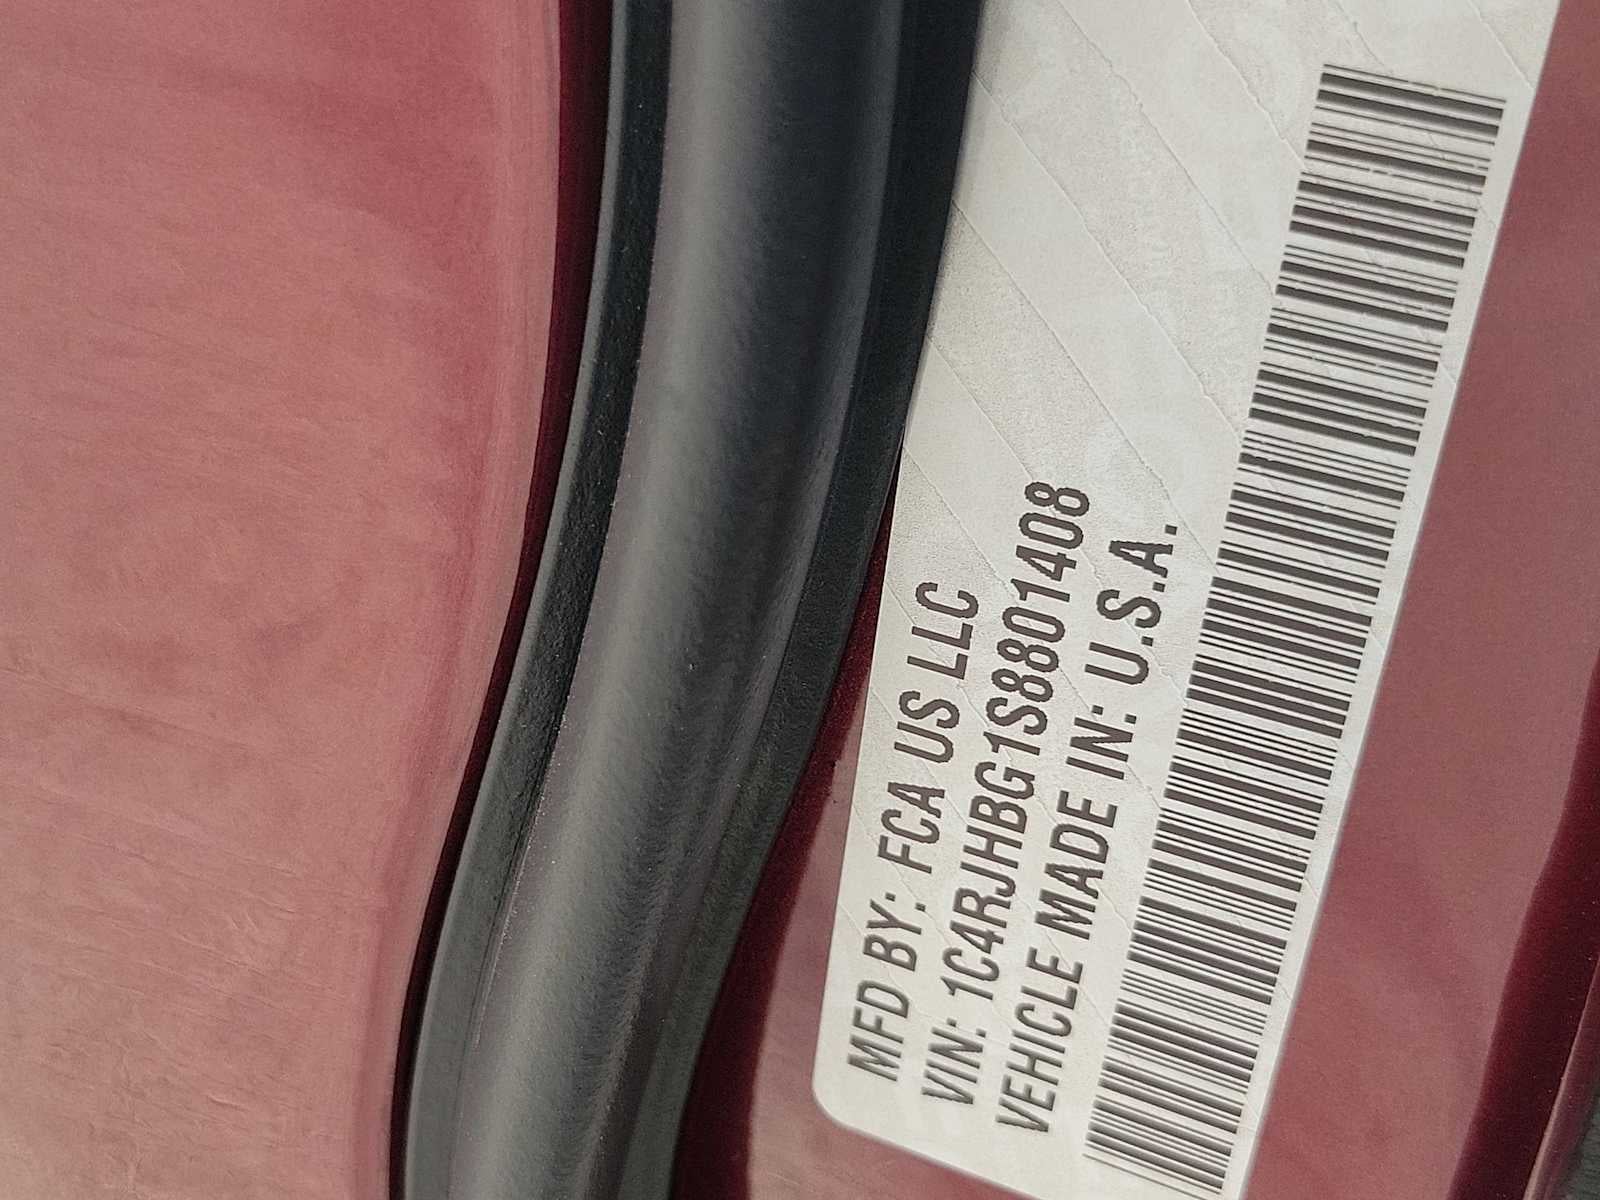 MFD BY: FCA US LLC
VIN: 1C4RJHBG1S8801408
VEHICLE MADE IN: U.S.A.